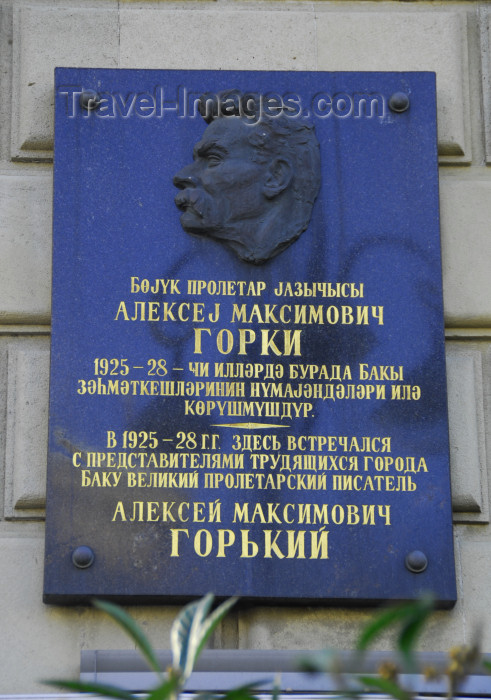 Travel-Images.com
БӨЈҮК ПРОЛЕТАР ЈАЗЫЧЫСЫ
АЛЕКСЕЈ МАКСИМОВИЧ
ГОРКИ
1925-28-ЧИ ИЛЛӘРДӘ БУРАДА БАКЫ
ЗӘҺМӘТКЕШЛӘРИНИН НҮМАЈӘНДӘЛӘРИ ИЛӘ
КӨРҮШМҮШДҮР.
В 1925-28 Г.Г. ЗДЕСЬ ВСТРЕЧАЛСЯ
С ПРЕДСТАВИТЕЛЯМИ ТРУДЯЩИХСЯ ГОРОДА
БАКУ ВЕЛИКИЙ ПРОЛЕТАРСКИЙ ПИСАТЕЛЬ
АЛЕКСЕЙ МАКСИМОВИЧ
ГОРЬКИЙ